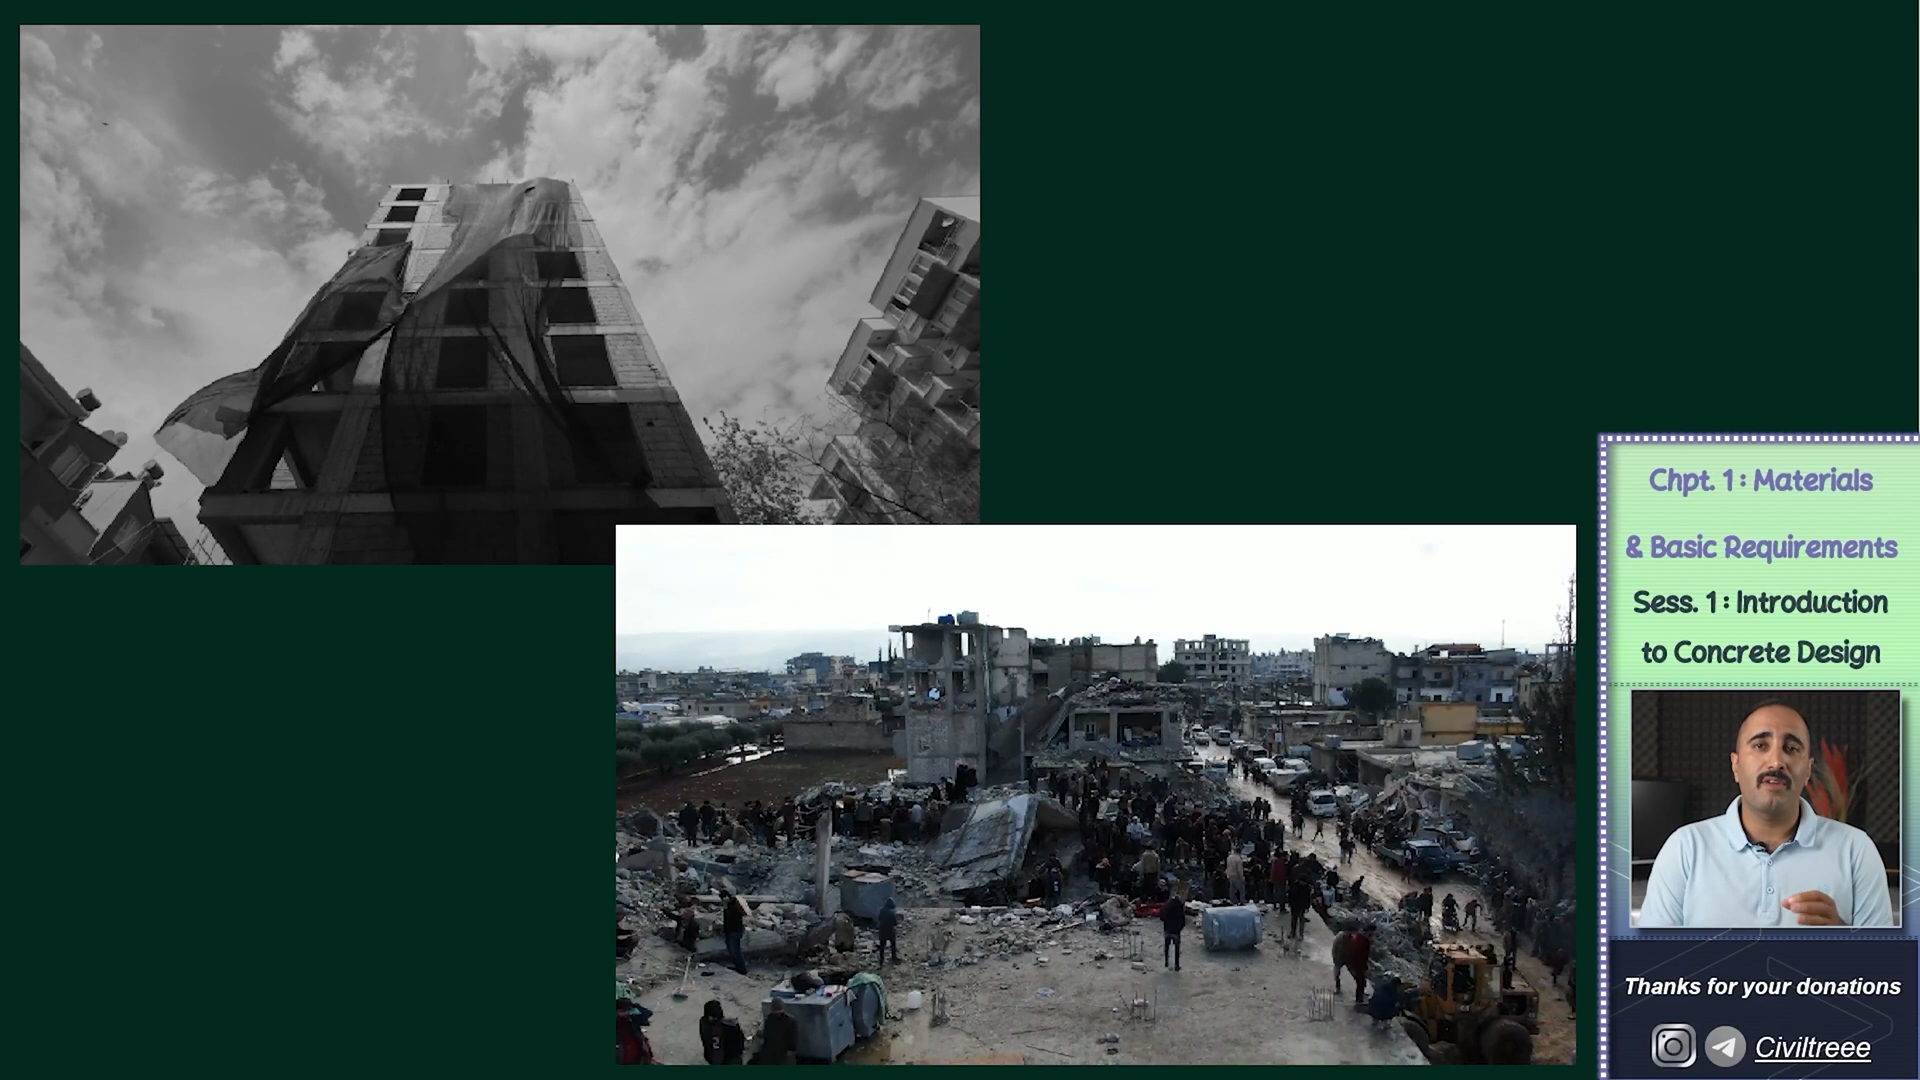 Chpt. 1: Materials
& Basic Requirements
Sess. 1: Introduction
to Concrete Design
Thanks for your donations
Civiltreee